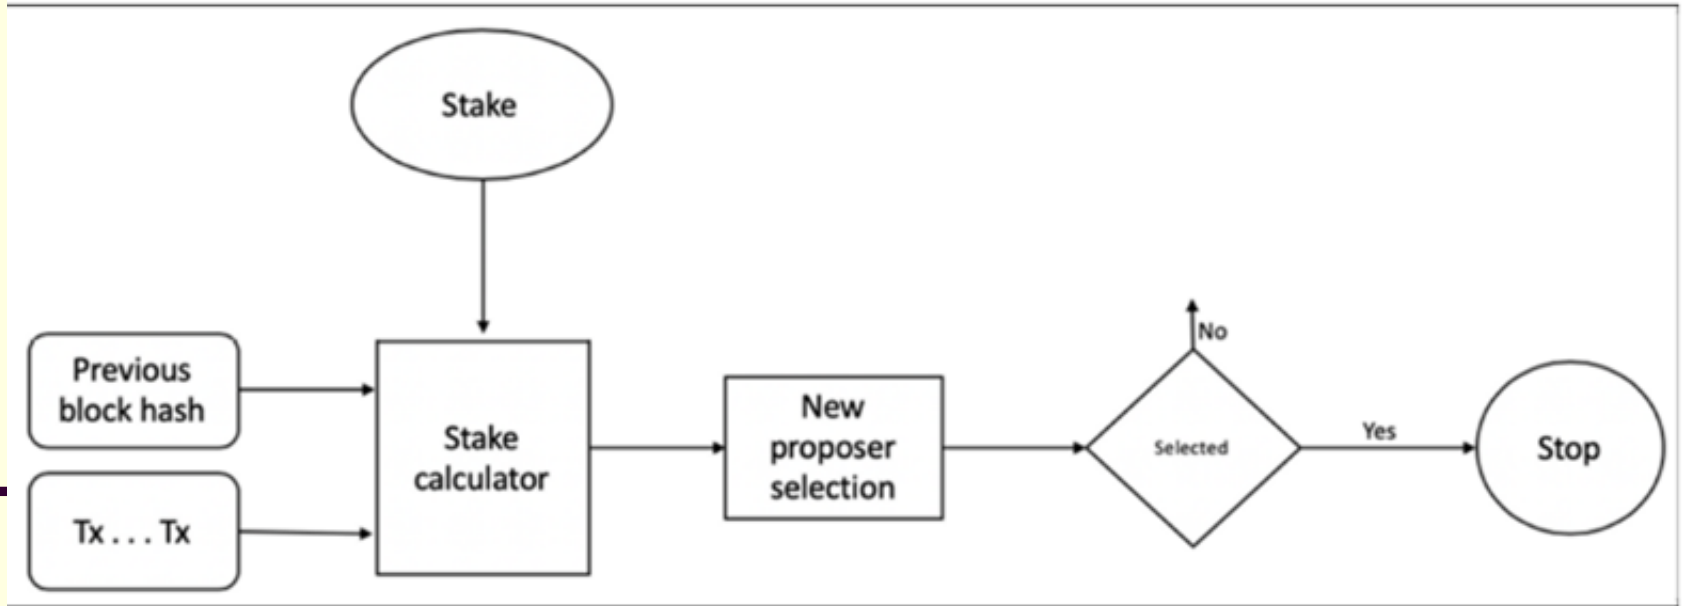 Stake
Previous
block hash
Tx . . . Tx
Stake
calculator
New
proposer
selection
Selected
No
Yes
Stop